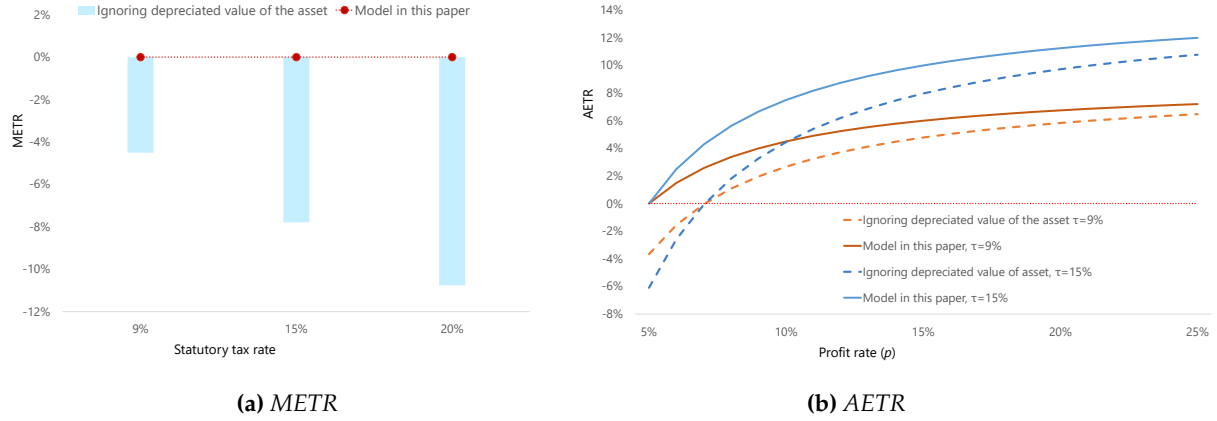 Ignoring depreciated value of the asset Model in this paper
2%
0%
-2%
-4%
-6%
-8%
-10%
-12%
METR
9% 15% 20%
Statutory tax rate
(a) METR
14%
12%
10%
8%
6%
4%
2%
0%
-2%
-4%
-6%
-8%
AETR
Ignoring depreciated value of the asset τ=9%
Model in this paper, τ=9%
Ignoring depreciated value of asset, τ=15%
Model in this paper, τ=15%
5% 10% 15% 20% 25%
Profit rate (p)
(b) AETR